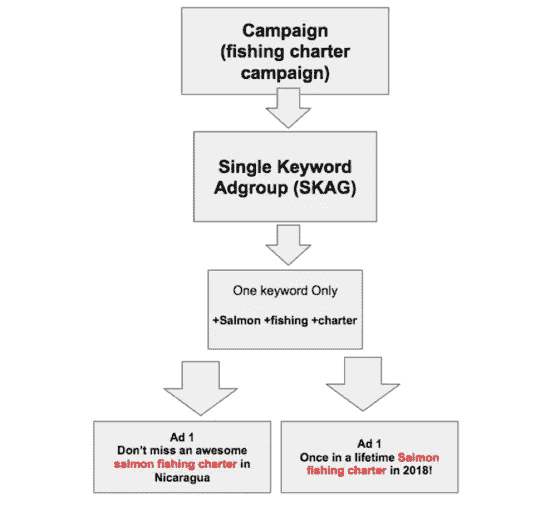 Campaign
(fishing charter
campaign)
Single Keyword
Adgroup (SKAG)
One keyword Only
+Salmon +fishing +charter
Ad 1
Don't miss an awesome
salmon fishing charter in
Nicaragua
Ad 1
Once in a lifetime Salmon
fishing charter in 2018!